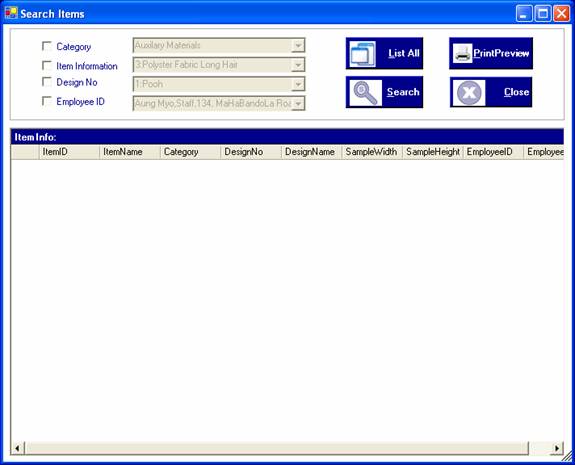 Search Items
Category
Auxilary Materials
List All
PrintPreview
Item Information
3:Polyster Fabric Long Hair
Design No
1:Pooh
Search
Close
Employee ID
Aung Myo,Staff,134, MaHaBandoLa Roa
Item Info:
ItemID ItemName Category DesignNo DesignName SampleWidth SampleHeight EmployeeID Employee